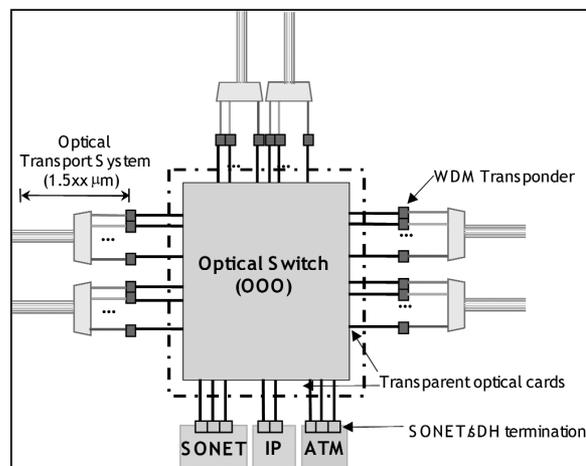 Optical
Transport System
(1.5xx μm)
WDM Transponder
Optical Switch
(OOO)
Transparent optical cards
SONET
IP
ATM
SONET&DH termination